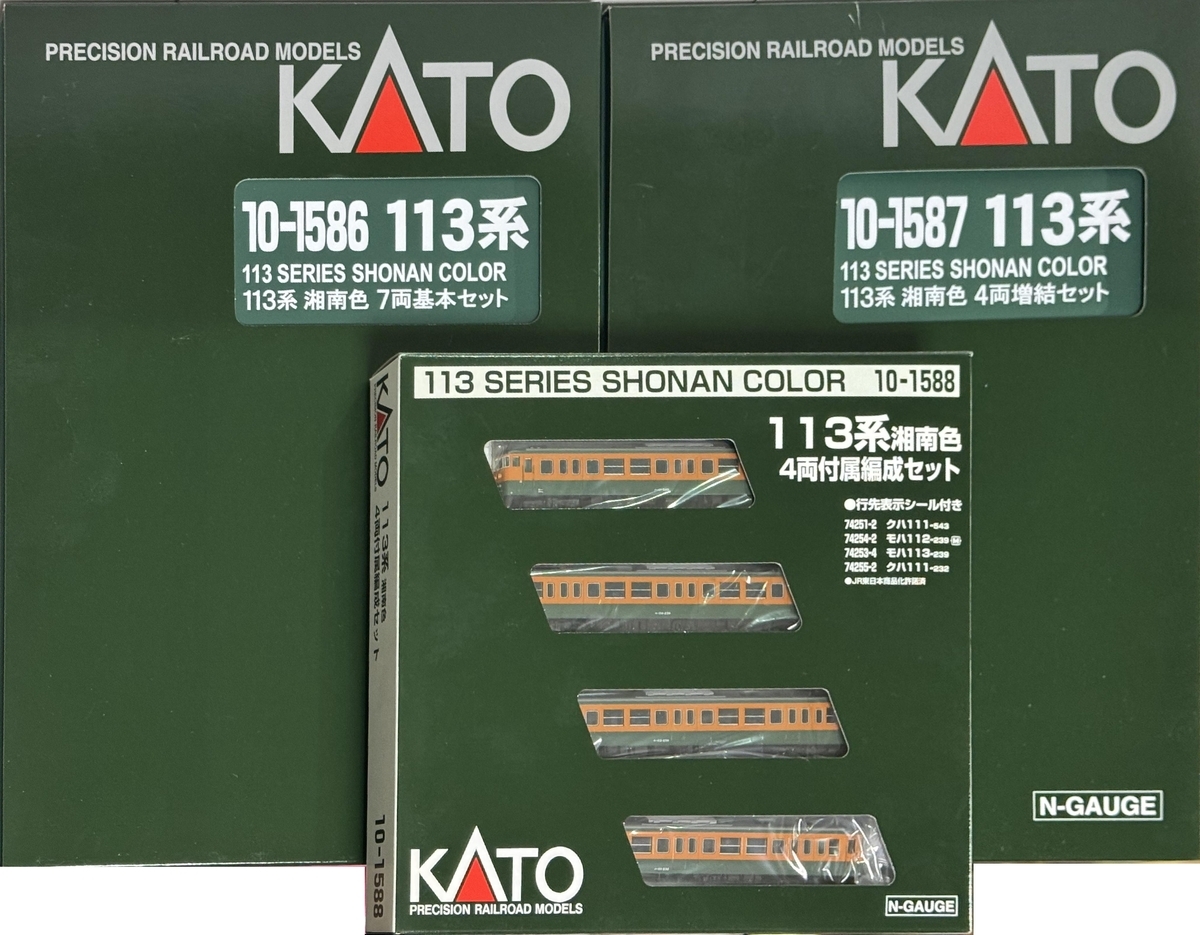 PRECISION RAILROAD MODELS
KATO
10-1586 113系
113 SERIES SHONAN COLOR
113系 湘南色 7両基本セット
PRECISION RAILROAD MODELS
KATO
10-1587 113系
113 SERIES SHONAN COLOR
113系 湘南色 4両増結セット
N-GAUGE
KATO
113系 湘南色
4両付属編成セット
10-1588
113 SERIES SHONAN COLOR 10-1588
113系湘南色
4両付属編成セット
●行先表示シール付き
74251-2 クハ111-543
74254-2 モハ112-239Ⓜ
74253-4 モハ113-239
74255-2 クハ111-232
●JR東日本商品化許諾済
KATO
PRECISION RAILROAD MODELS
N-GAUGE